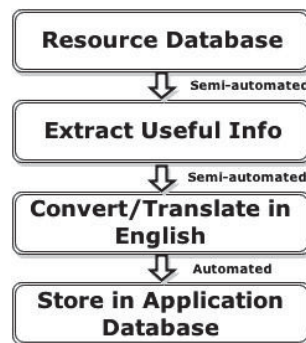 Resource Database
Semi-automated
Extract Useful Info
Semi-automated
Convert/Translate in
English
Automated
Store in Application
Database